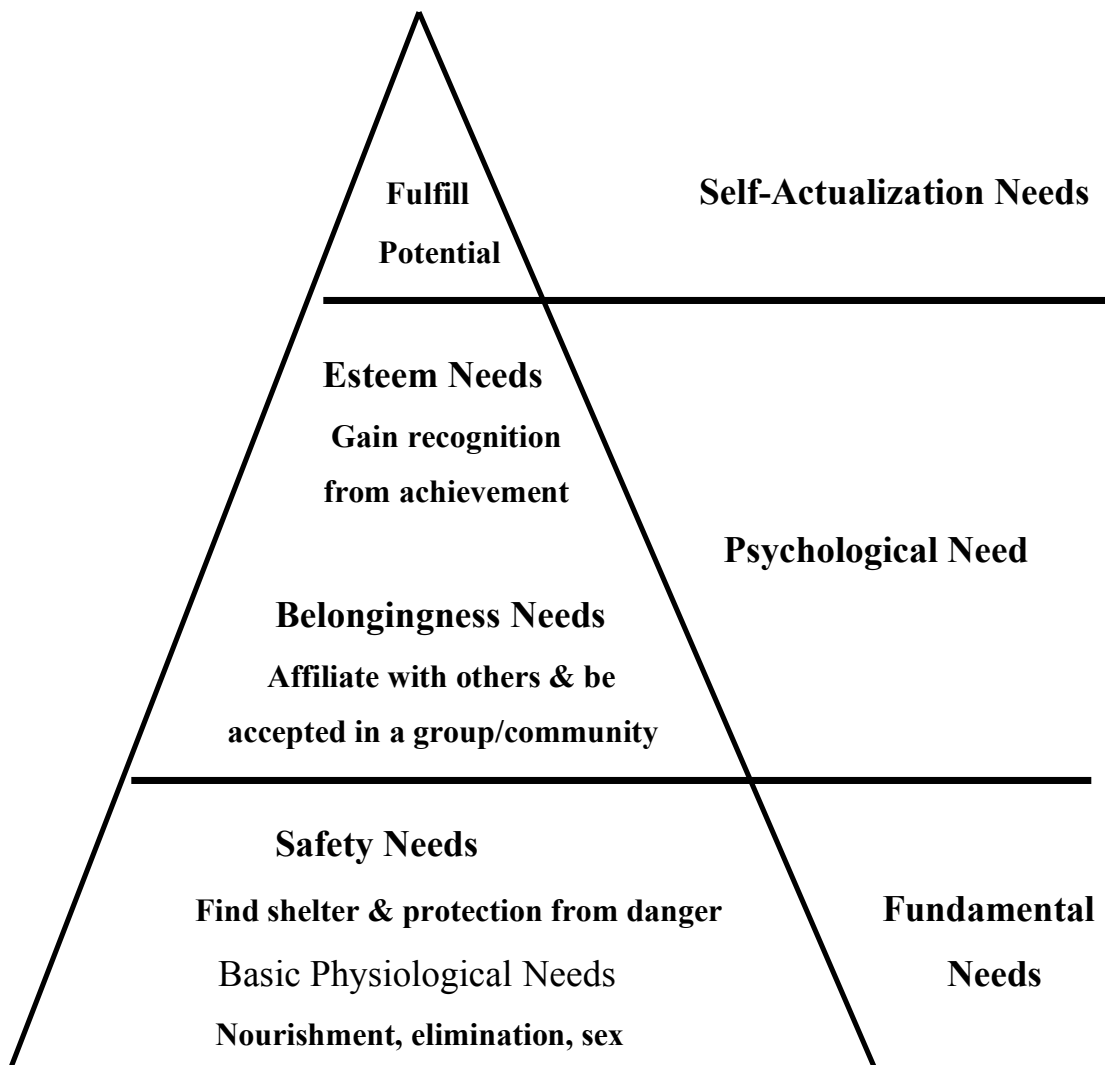 Fulfill
Potential
Self-Actualization Needs
Esteem Needs
Gain recognition
from achievement
Psychological Need
Belongingness Needs
Affiliate with others & be
accepted in a group/community
Safety Needs
Find shelter & protection from danger
Basic Physiological Needs
Nourishment, elimination, sex
Fundamental
Needs